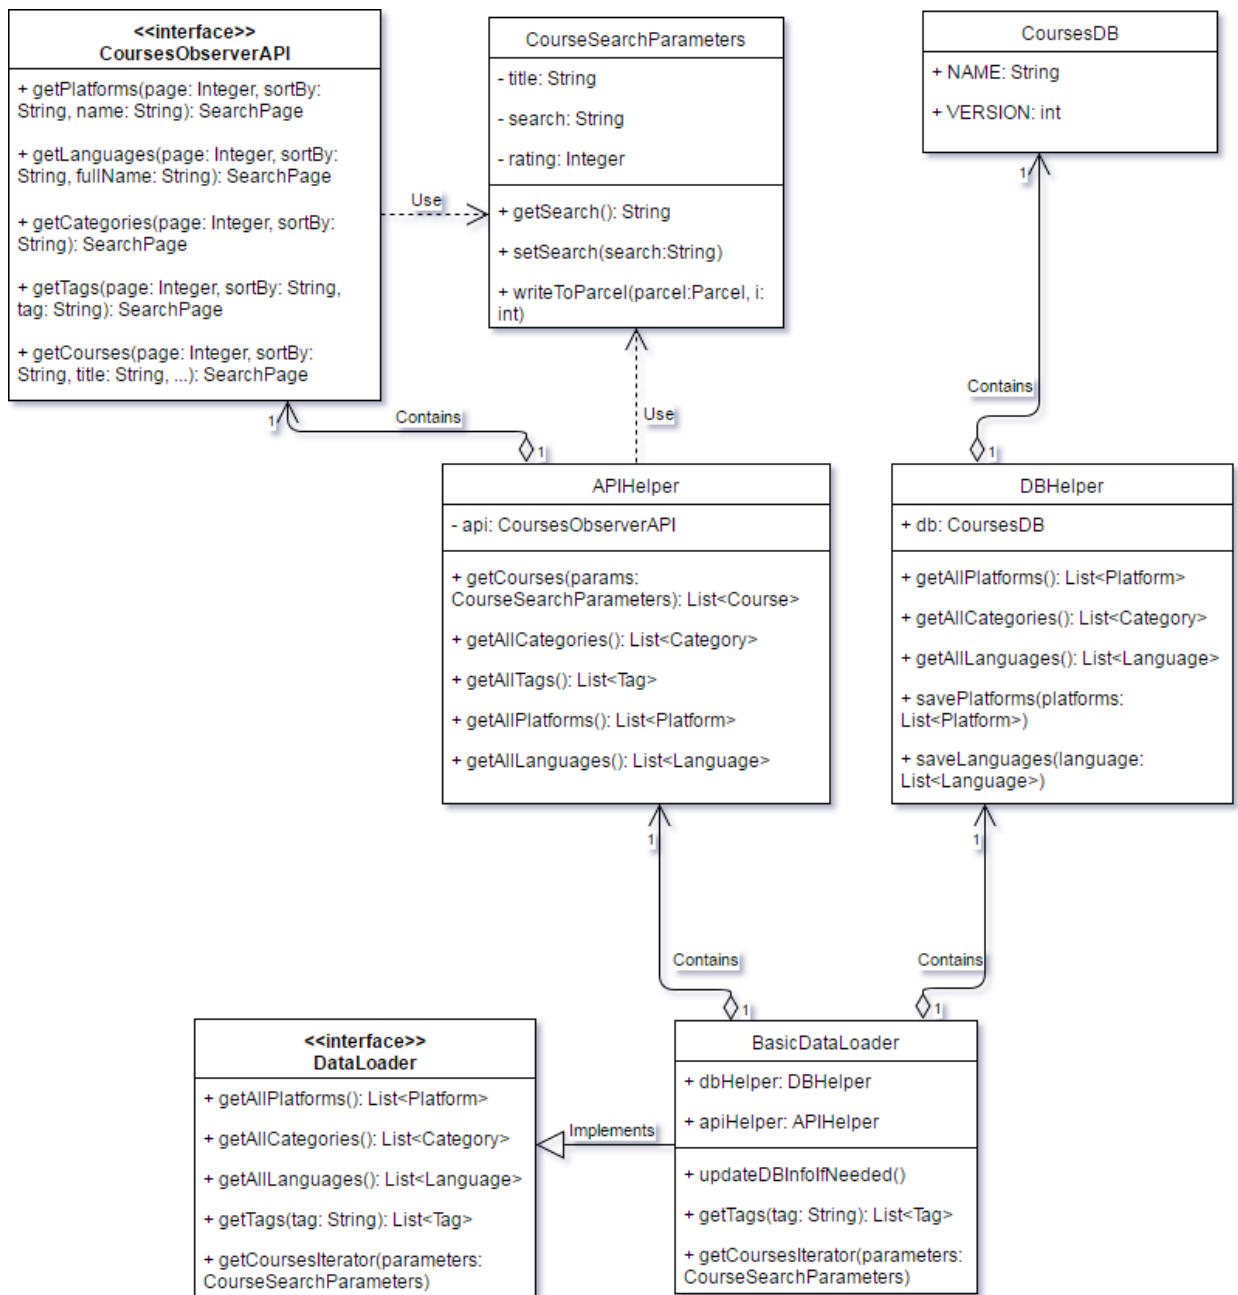 <<interface>>
CoursesObserverAPI
+ getPlatforms(page: Integer, sortBy:
String, name: String): SearchPage
+ getLanguages(page: Integer, sortBy:
String, fullName: String): SearchPage
+ getCategories(page: Integer, sortBy:
String): SearchPage
+ getTags(page: Integer, sortBy: String,
tag: String): SearchPage
+ getCourses(page: Integer, sortBy:
String, title: String, ...): SearchPage
Use
CourseSearchParameters
- title: String
- search: String
- rating: Integer
+ getSearch(): String
+ setSearch(search:String)
+ writeToParcel(parcel:Parcel, i:
int)
CoursesDB
+ NAME: String
+ VERSION: int
1
Contains
1
1
Contains
1
Use
APIHelper
- api: CoursesObserverAPI
+ getCourses(params:
CourseSearchParameters): List<Course>
+ getAllCategories(): List<Category>
+ getAllTags(): List<Tag>
+ getAllPlatforms(): List<Platform>
+ getAllLanguages(): List<Language>
DBHelper
+ db: CoursesDB
+ getAllPlatforms(): List<Platform>
+ getAllCategories(): List<Category>
+ getAllLanguages(): List<Language>
+ savePlatforms(platforms:
List<Platform>)
+ saveLanguages(language:
List<Language>)
1
1
Contains
Contains
1
1
<<interface>>
DataLoader
+ getAllPlatforms(): List<Platform>
+ getAllCategories(): List<Category>
+ getAllLanguages(): List<Language>
+ getTags(tag: String): List<Tag>
+ getCoursesIterator(parameters:
CourseSearchParameters)
Implements
BasicDataLoader
+ dbHelper: DBHelper
+ apiHelper: APIHelper
+ updateDBInfoIfNeeded()
+ getTags(tag: String): List<Tag>
+ getCoursesIterator(parameters:
CourseSearchParameters)